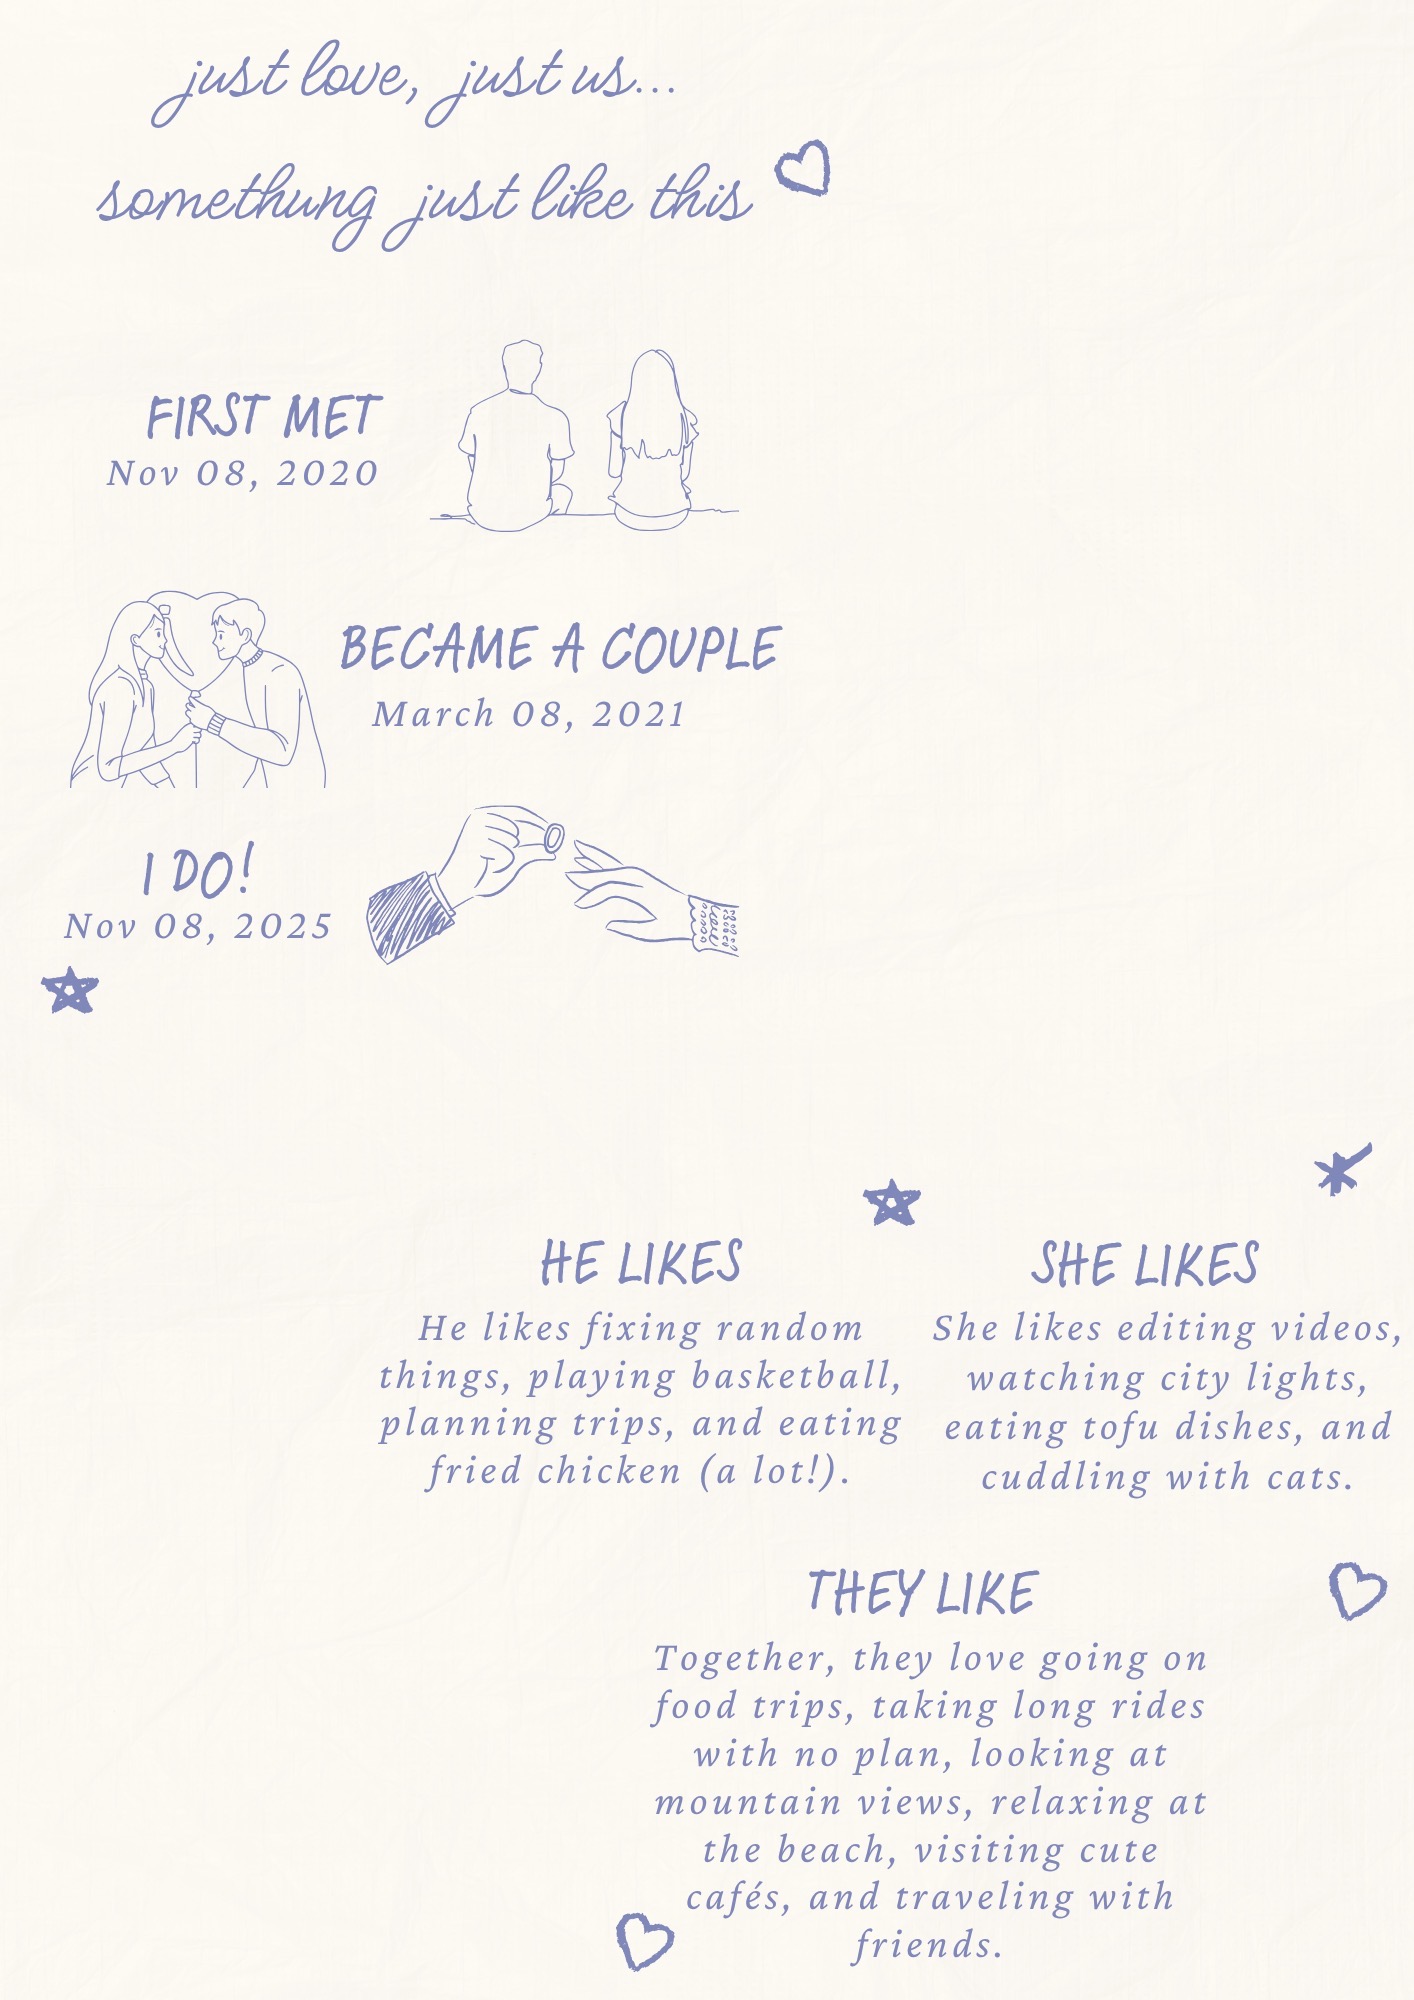 just love, just us...
somethung just like this
FIRST MET
Nov 08, 2020
BECAME A COUPLE
March 08, 2021
I DO!
Nov 08, 2025
HE LIKES
He likes fixing random
things, playing basketball,
planning trips, and eating
fried chicken (a lot!).
SHE LIKES
She likes editing videos,
watching city lights,
eating tofu dishes, and
cuddling with cats.
THEY LIKE
Together, they love going on
food trips, taking long rides
with no plan, looking at
mountain views, relaxing at
the beach, visiting cute
cafés, and traveling with
friends.